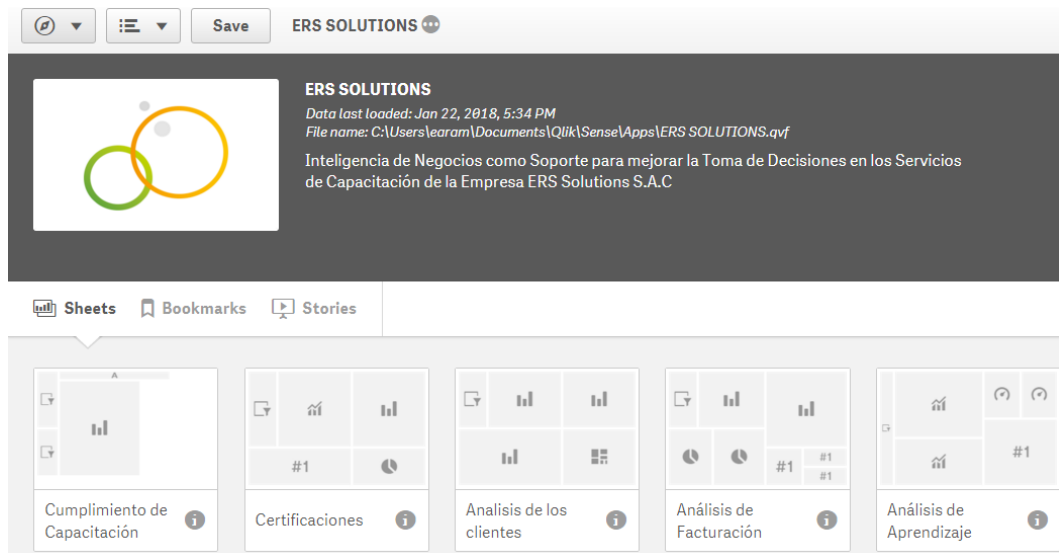 Save
ERS SOLUTIONS
ERS SOLUTIONS
Data last loaded: Jan 22, 2018, 5:34 PM
File name: C:\Users\earam\Documents\Qlik\Sense\Apps\ERS SOLUTIONS.qvf
Inteligencia de Negocios como Soporte para mejorar la Toma de Decisiones en los Servicios
de Capacitación de la Empresa ERS Solutions S.A.C
Sheets
Bookmarks
Stories
A
#1
#1
#1
#1
#1
Cumplimiento de
Capacitación
Certificaciones
Analisis de los
clientes
Análisis de
Facturación
Análisis de
Aprendizaje